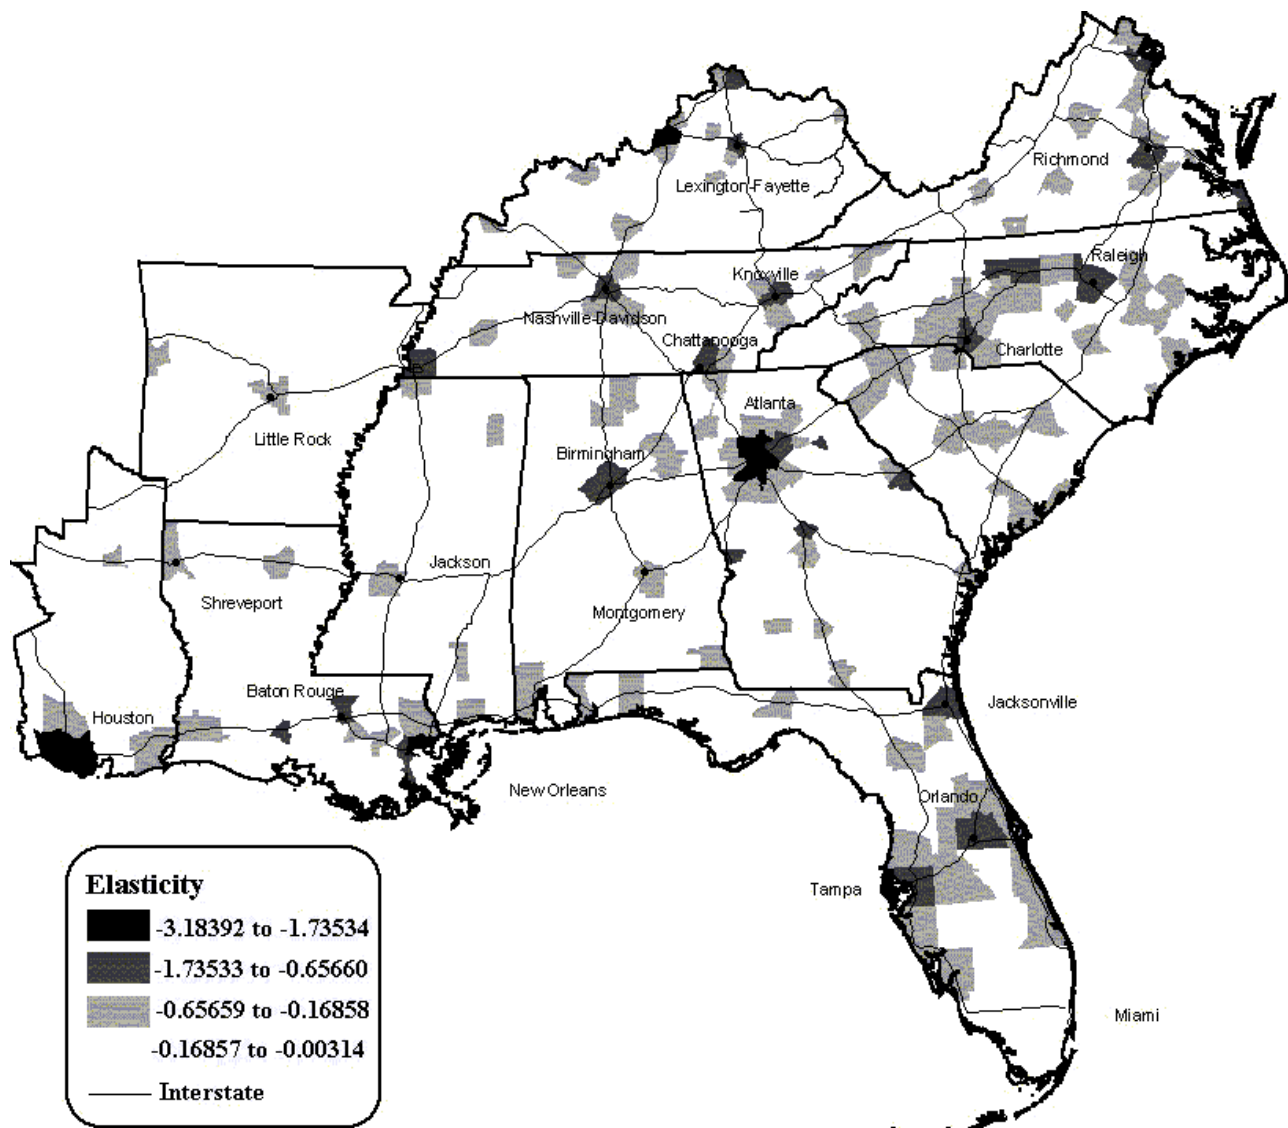 Richmond
Lexington-Fayette
Raleigh
Knoxville
Nashville-Davidson
Chattanooga
Charlotte
Atlanta
Little Rock
Birmingham
Jackson
Shreveport
Montgomery
Baton Rouge
Houston
Jacksonville
New Orleans
Orlando
Tampa
Miami
Elasticity
-3.18392 to -1.73534
-1.73533 to -0.65660
-0.65659 to -0.16858
-0.16857 to -0.00314
Interstate